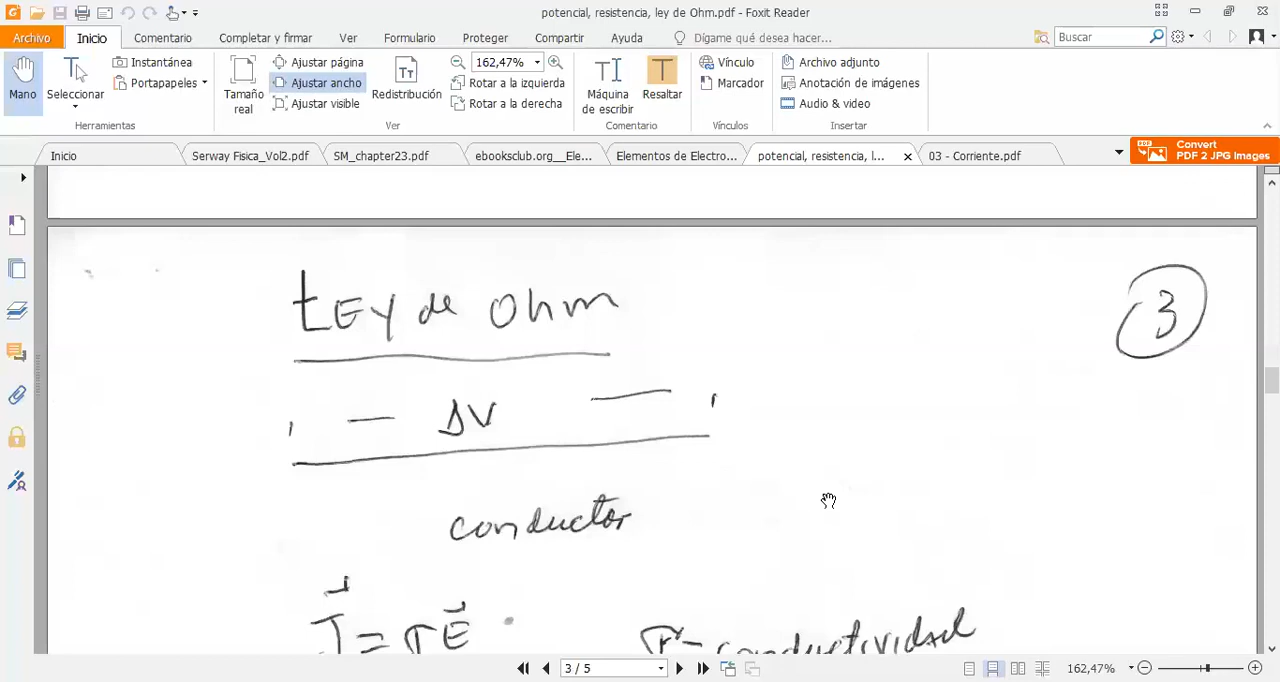 potencial, resistencia, ley de Ohm.pdf - Foxit Reader
Archivo Inicio Comentario Completar y firmar Ver Formulario Proteger Compartir Ayuda Dígame qué desea hacer... Buscar
Mano
Seleccionar
Instantánea
Portapapeles
Herramientas
Tamaño real
Ajustar página
Ajustar ancho
Ajustar visible
Redistribución
162,47%
Rotar a la izquierda
Rotar a la derecha
Ver
Máquina de escribir
Resaltar
Comentario
Vínculo
Marcador
Vínculos
Archivo adjunto
Anotación de imágenes
Audio & video
Insertar
Inicio Serway Fisica_Vol2.pdf SM_chapter23.pdf ebooksclub.org__Ele... Elementos de Electro... potencial, resistencia, l... 03 - Corriente.pdf
Convert
PDF 2 JPG Images
LEY de Ohm
3
ΔV
conductor
J = σE σ - conductividad
3 / 5 162,47%